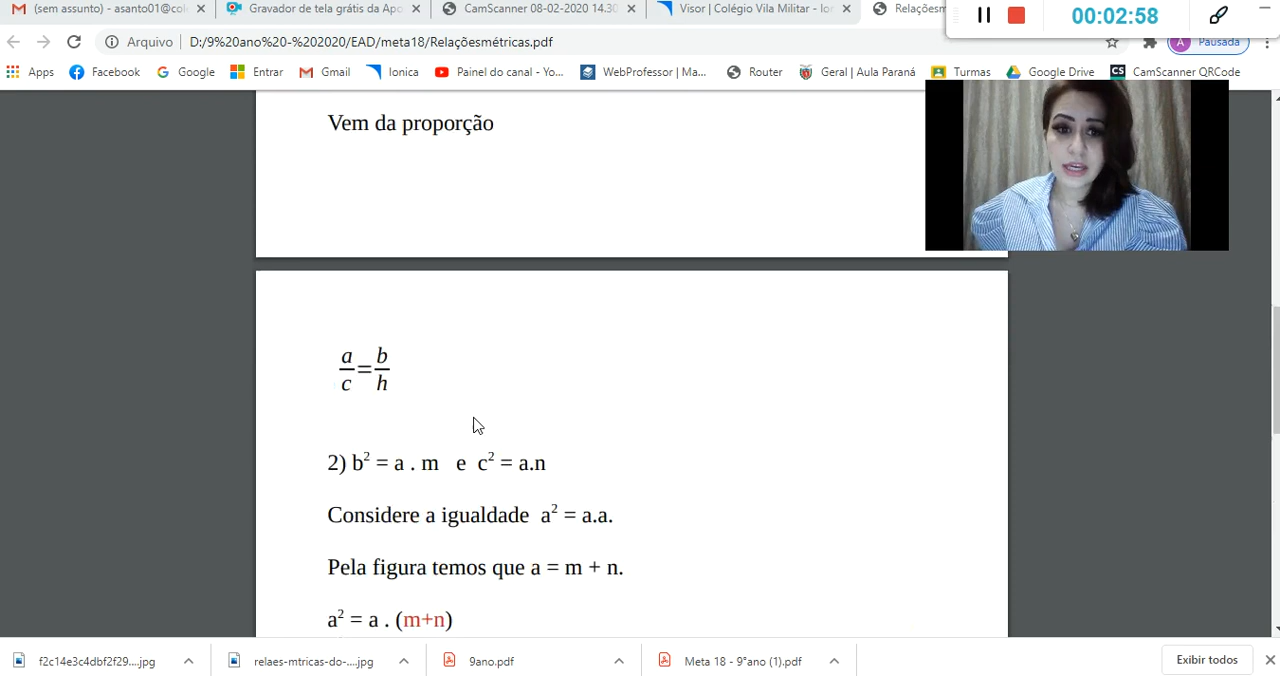 (sem assunto) - asanto01@col
Gravador de tela grátis da Apo
CamScanner 08-02-2020 14.30
Visor | Colégio Vila Militar - Ion
Relaçõesm
00:02:58
Arquivo | D:/9%20ano%20-%202020/EAD/meta18/Relaçõesmétricas.pdf
A Pausada
Apps Facebook Google Entrar Gmail Ionica Painel do canal - Yo... WebProfessor | Ma... Router Geral | Aula Paraná Turmas Google Drive CS CamScanner QRCode
Vem da proporção
a/c = b/h
2) b² = a . m e c² = a.n
Considere a igualdade a² = a.a.
Pela figura temos que a = m + n.
a² = a . (m+n)
f2c14e3c4dbf2f29....jpg relaes-mtricas-do-....jpg 9ano.pdf Meta 18 - 9°ano (1).pdf Exibir todos